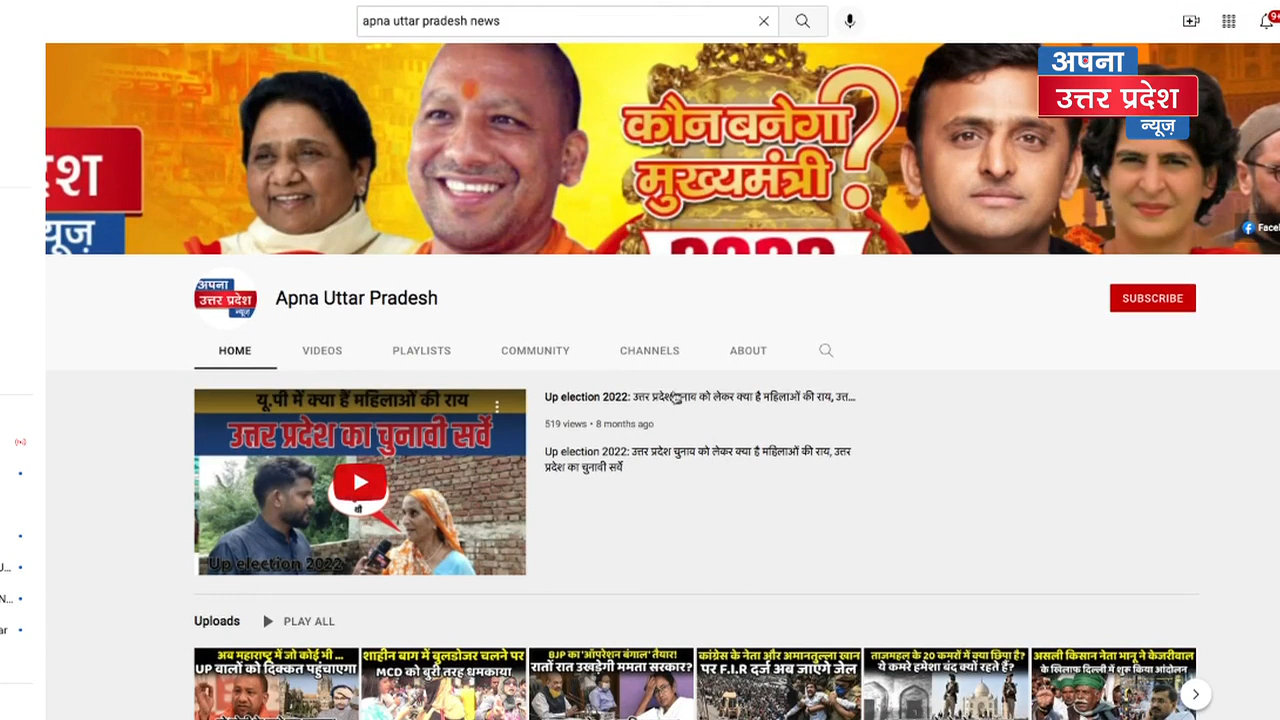 apna uttar pradesh news
9+
अपना
उत्तर प्रदेश
न्यूज़
कौन बनेगा
मुख्यमंत्री?
2022
Apna Uttar Pradesh
SUBSCRIBE
अपना
उत्तर प्रदेश
न्यूज़
HOME VIDEOS PLAYLISTS COMMUNITY CHANNELS ABOUT
यू.पी में क्या हैं महिलाओं की राय
उत्तर प्रदेश का चुनावी सर्वे
थी
Up election 2022
Up election 2022: उत्तर प्रदेश चुनाव को लेकर क्या है महिलाओं की राय, उत...
519 views • 8 months ago
Up election 2022: उत्तर प्रदेश चुनाव को लेकर क्या है महिलाओं की राय, उत्तर
प्रदेश का चुनावी सर्वे
Uploads PLAY ALL
अब महाराष्ट्र में जो कोई भी ...
UP वालों को दिक्कत पहुंचाएगा
शाहीन बाग में बुलडोजर चलने पर
MCD को बुरी तरह धमकाया
BJP का 'ऑपरेशन बंगाल' तैयार!
रातों रात उखड़ेगी ममता सरकार?
कांग्रेस के नेता और अमानतुल्ला खान
पर F.I.R दर्ज अब जाएंगे जेल
ताजमहल के 20 कमरों में क्या छिपा है?
ये कमरे हमेशा बंद क्यों रहते हैं?
असली किसान नेता भानू ने केजरीवाल
के खिलाफ दिल्ली में शुरू किया आंदोलन